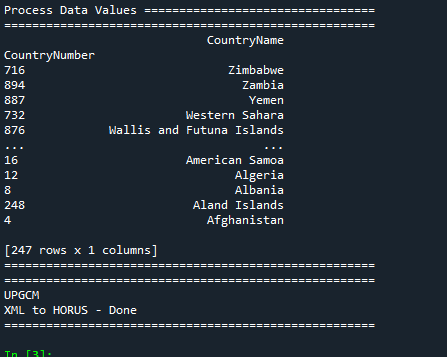 Process Data Values =================================
=====================================================
                             CountryName
CountryNumber
716                             Zimbabwe
894                               Zambia
887                                Yemen
732                       Western Sahara
876            Wallis and Futuna Islands
...                                  ...
16                        American Samoa
12                               Algeria
8                                Albania
248                        Aland Islands
4                            Afghanistan
[247 rows x 1 columns]
=====================================================
=====================================================
UPGCM
XML to HORUS - Done
=====================================================
In [3]: